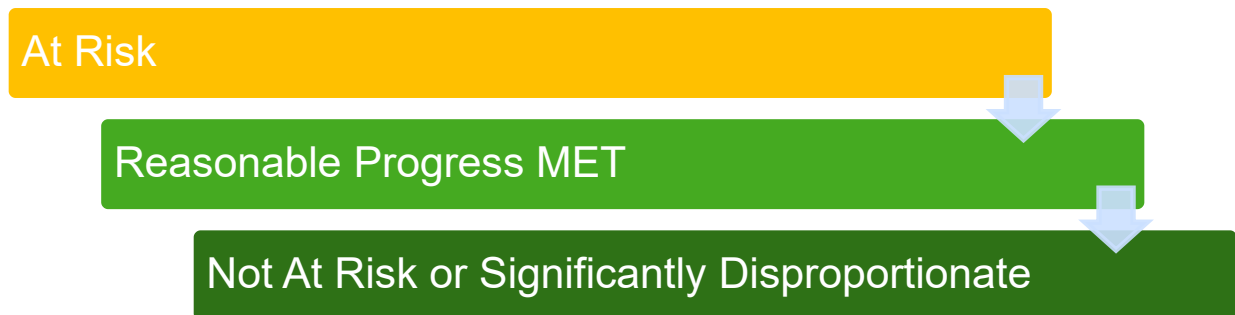 At Risk
Reasonable Progress MET
Not At Risk or Significantly Disproportionate